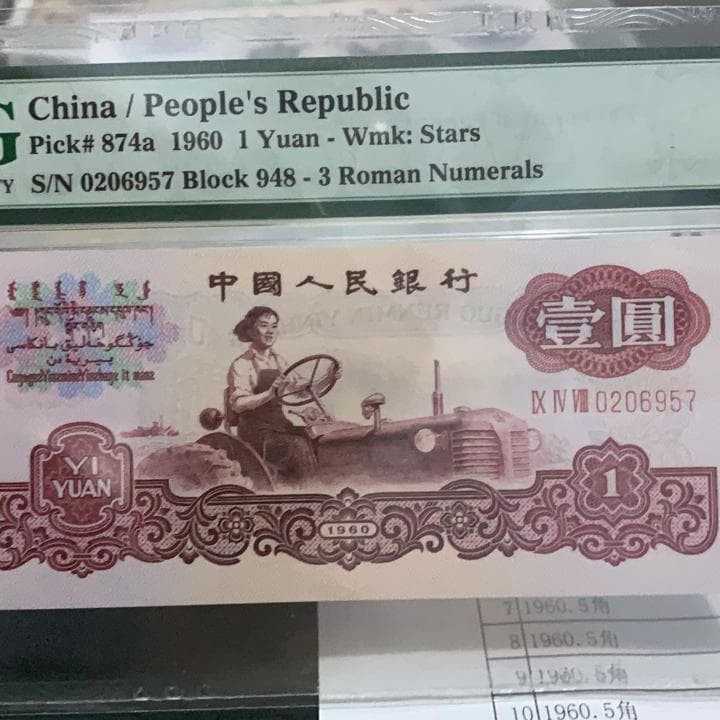 China / People's Republic
Pick# 874a 1960 1 Yuan - Wmk: Stars
S/N 0206957 Block 948 - 3 Roman Numerals
中國人民銀行
壹圓
IX IV VIII 0206957
YI
YUAN
1
1960
7 1960.5角
8 1960.5角
9 1960.5角
10 1960.5角